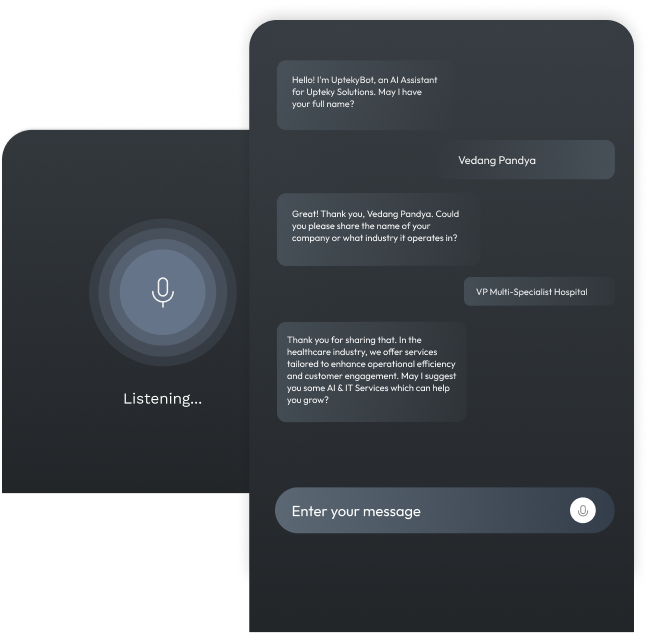 Hello! I'm UptekyBot, an AI Assistant
for Upteky Solutions. May I have
your full name?
Vedang Pandya
Great! Thank you, Vedang Pandya. Could
you please share the name of your
company or what industry it operates in?
VP Multi-Specialist Hospital
Thank you for sharing that. In the
healthcare industry, we offer services
tailored to enhance operational efficiency
and customer engagement. May I suggest
you some AI & IT Services which can help
you grow?
Listening...
Enter your message